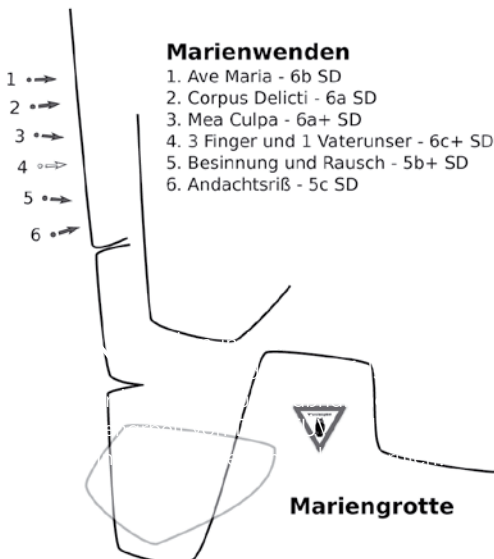 Marienwenden
1. Ave Maria - 6b SD
2. Corpus Delicti - 6a SD
3. Mea Culpa - 6a+ SD
4. 3 Finger und 1 Vaterunser - 6c+ SD
5. Besinnung und Rausch - 5b+ SD
6. Andachtsriß - 5c SD
1
2
3
4
5
6
Mariengrotte